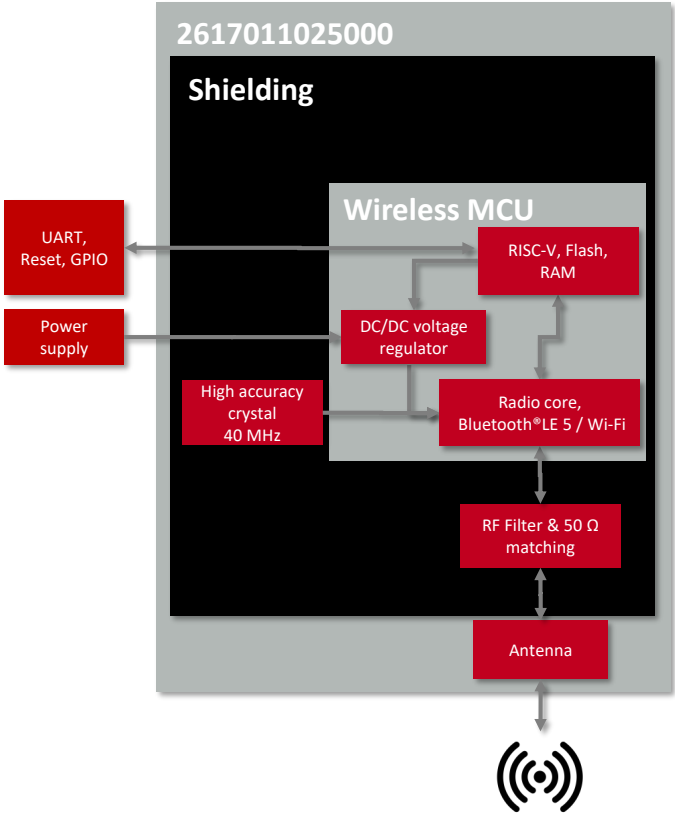 2617011025000
Shielding
Wireless MCU
UART,
Reset, GPIO
RISC-V, Flash,
RAM
Power
supply
DC/DC voltage
regulator
High accuracy
crystal
40 MHz
Radio core,
Bluetooth®LE 5 / Wi-Fi
RF Filter & 50 Ω
matching
Antenna